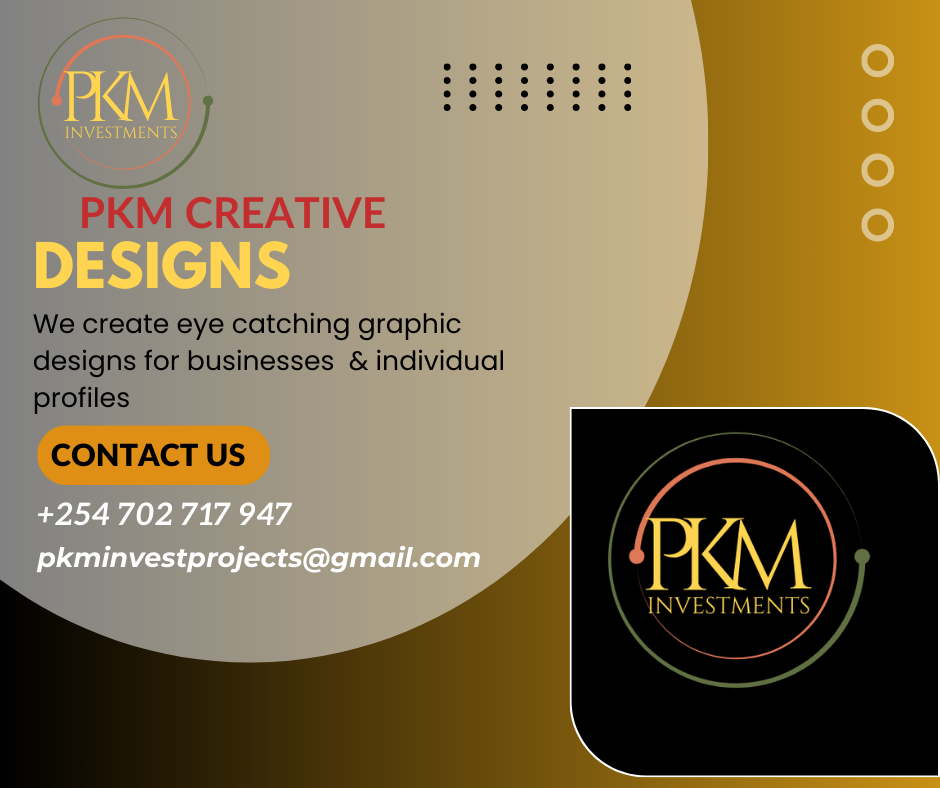 PKM
INVESTMENTS
PKM CREATIVE
DESIGNS
We create eye catching graphic
designs for businesses & individual
profiles
CONTACT US
+254 702 717 947
pkminvestprojects@gmail.com
PKM
INVESTMENTS